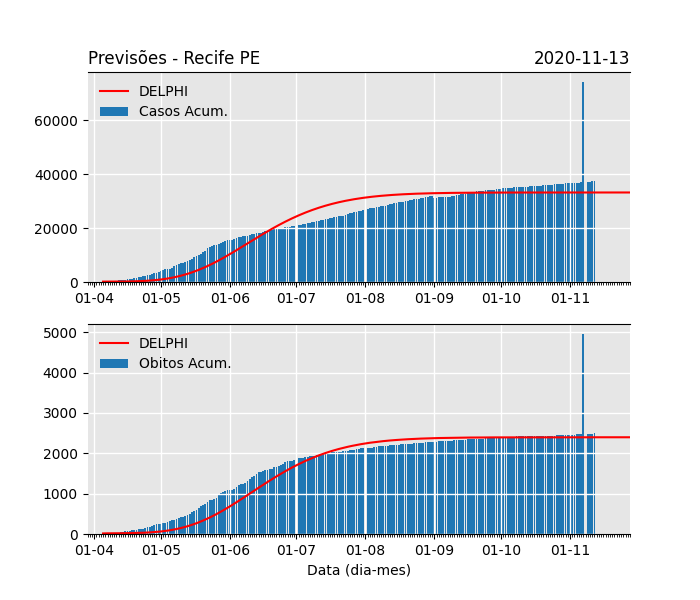 Previsões - Recife PE 2020-11-13
DELPHI
Casos Acum.
60000
40000
20000
0
01-04 01-05 01-06 01-07 01-08 01-09 01-10 01-11
DELPHI
Obitos Acum.
5000
4000
3000
2000
1000
0
01-04 01-05 01-06 01-07 01-08 01-09 01-10 01-11
Data (dia-mes)